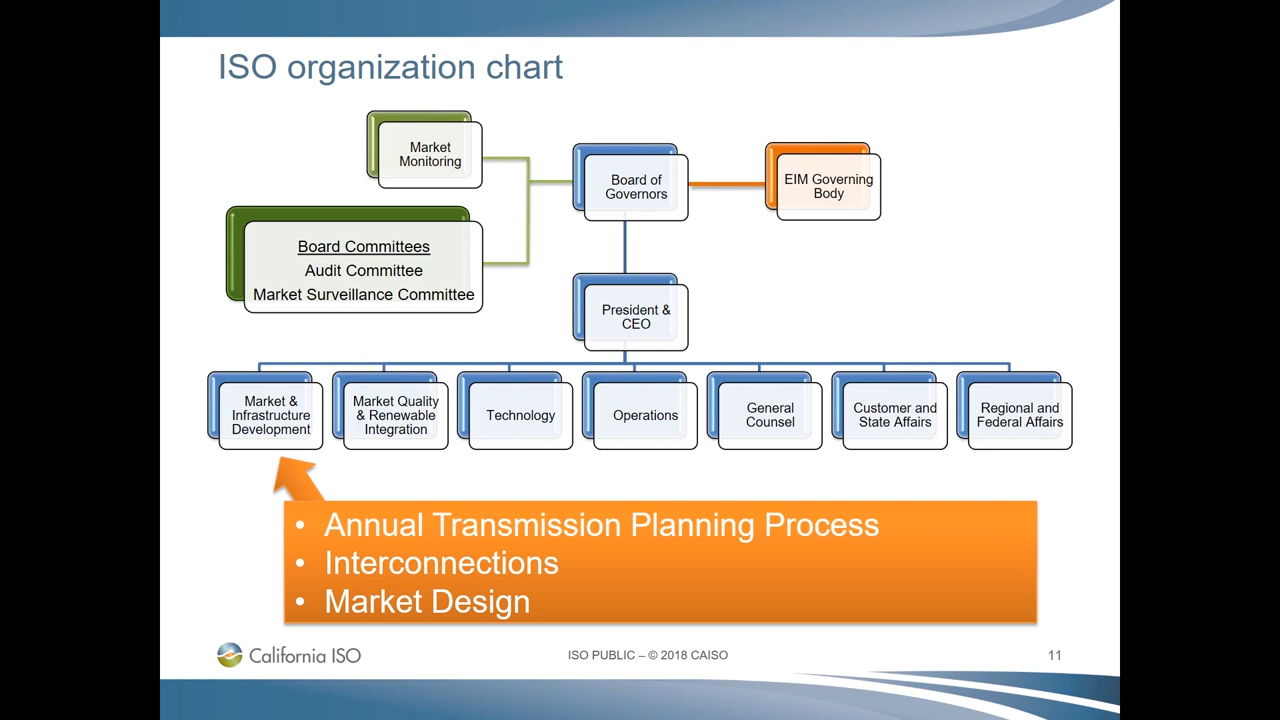 ISO organization chart
Market
Monitoring
Board of
Governors
EIM Governing
Body
Board Committees
Audit Committee
Market Surveillance Committee
President &
CEO
Market &
Infrastructure
Development
Market Quality
& Renewable
Integration
Technology
Operations
General
Counsel
Customer and
State Affairs
Regional and
Federal Affairs
• Annual Transmission Planning Process
• Interconnections
• Market Design
California ISO
ISO PUBLIC – © 2018 CAISO
11